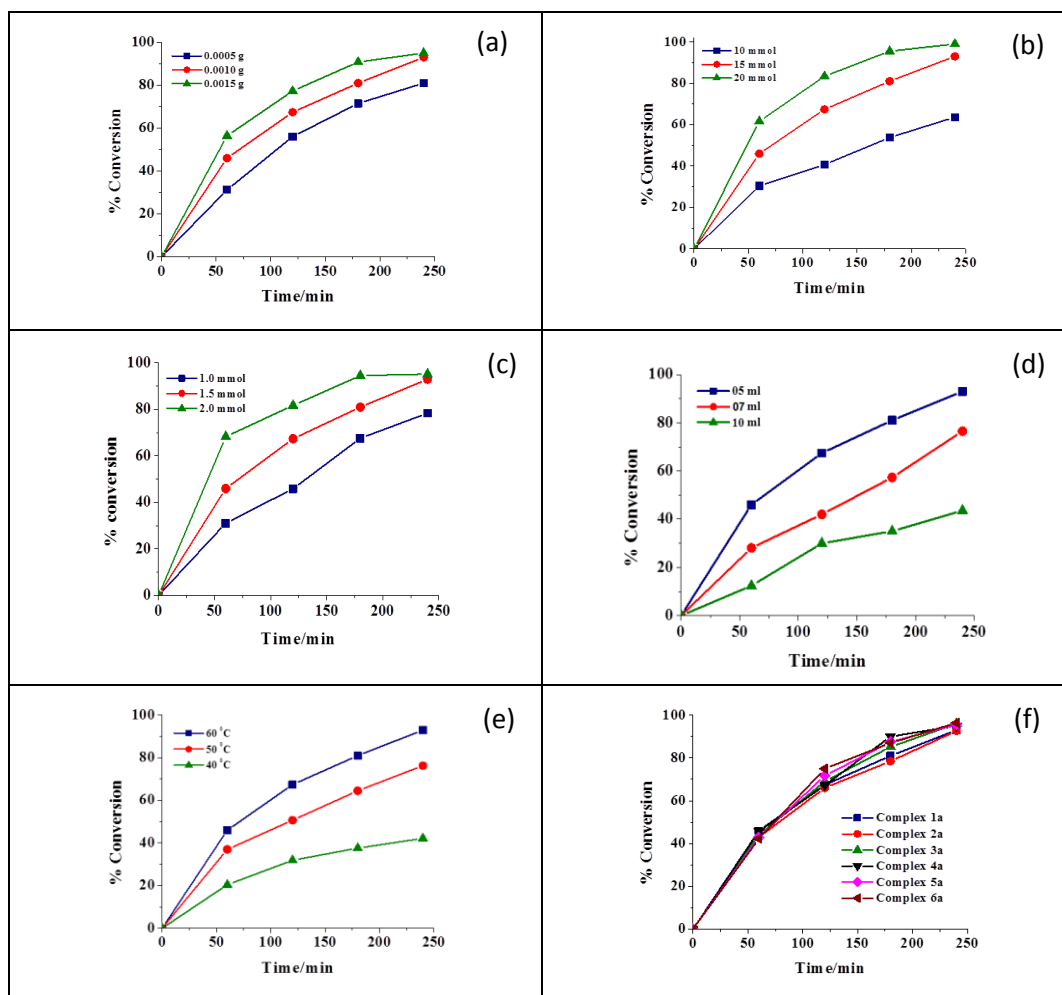 (a)
0.0005 g
0.0010 g
0.0015 g
% Conversion
100
80
60
40
20
0
0 50 100 150 200 250
Time/min
(b)
10 mmol
15 mmol
20 mmol
% Conversion
100
80
60
40
20
0
0 50 100 150 200 250
Time/min
(c)
1.0 mmol
1.5 mmol
2.0 mmol
% conversion
100
80
60
40
20
0
0 50 100 150 200 250
Time/min
(d)
05 ml
07 ml
10 ml
% Conversion
100
80
60
40
20
0
0 50 100 150 200 250
Time/min
(e)
60 °C
50 °C
40 °C
% Conversion
100
80
60
40
20
0
0 50 100 150 200 250
Time/min
(f)
Complex 1a
Complex 2a
Complex 3a
Complex 4a
Complex 5a
Complex 6a
% Conversion
100
80
60
40
20
0
0 50 100 150 200 250
Time/min